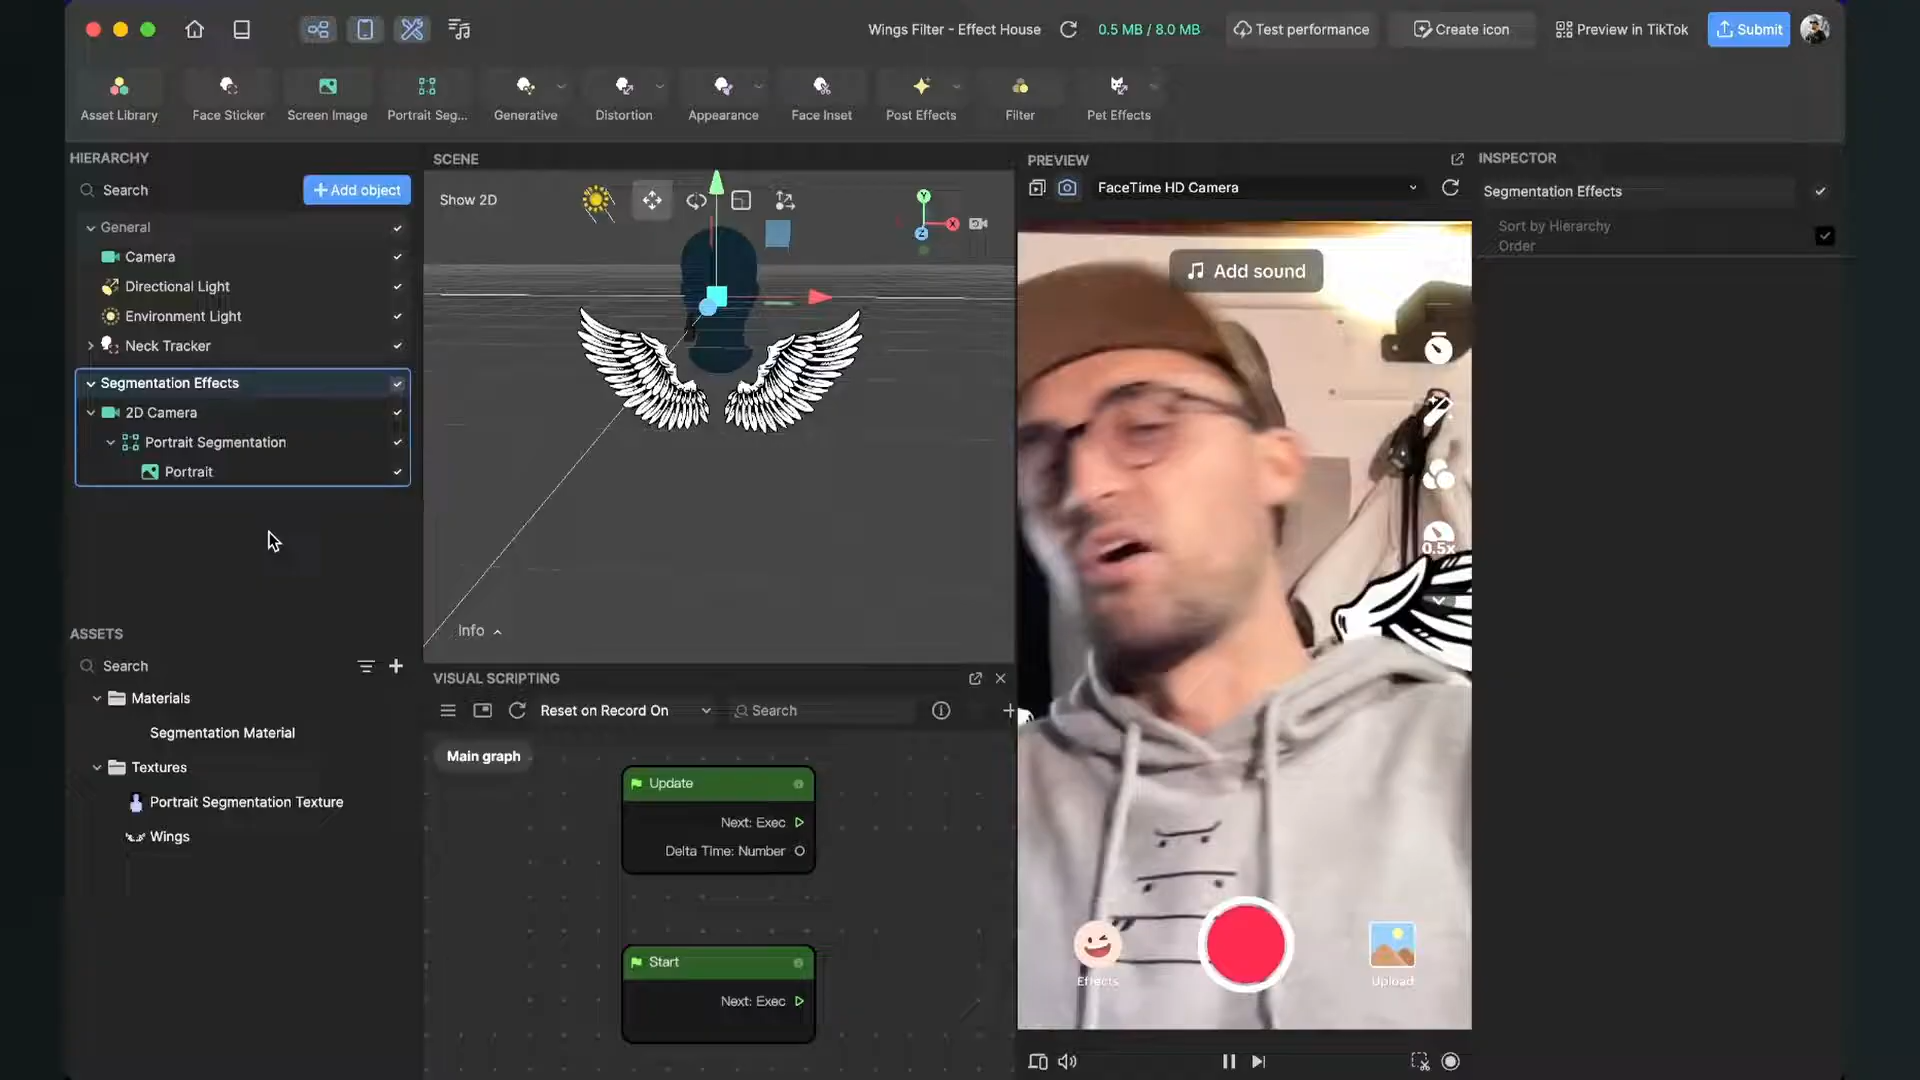 Wings Filter - Effect House
0.5 MB / 8.0 MB
Test performance
Create icon
Preview in TikTok
Submit
Asset Library
Face Sticker
Screen Image
Portrait Seg...
Generative
Distortion
Appearance
Face Inset
Post Effects
Filter
Pet Effects
HIERARCHY
Search
Add object
General
Camera
Directional Light
Environment Light
Neck Tracker
Segmentation Effects
2D Camera
Portrait Segmentation
Portrait
ASSETS
Search
Materials
Segmentation Material
Textures
Portrait Segmentation Texture
Wings
SCENE
Show 2D
Y
X
Z
Info
VISUAL SCRIPTING
Reset on Record On
Search
Main graph
Update
Next: Exec
Delta Time: Number
Start
Next: Exec
PREVIEW
FaceTime HD Camera
Add sound
0.5x
Effects
Upload
INSPECTOR
Segmentation Effects
Sort by Hierarchy
Order